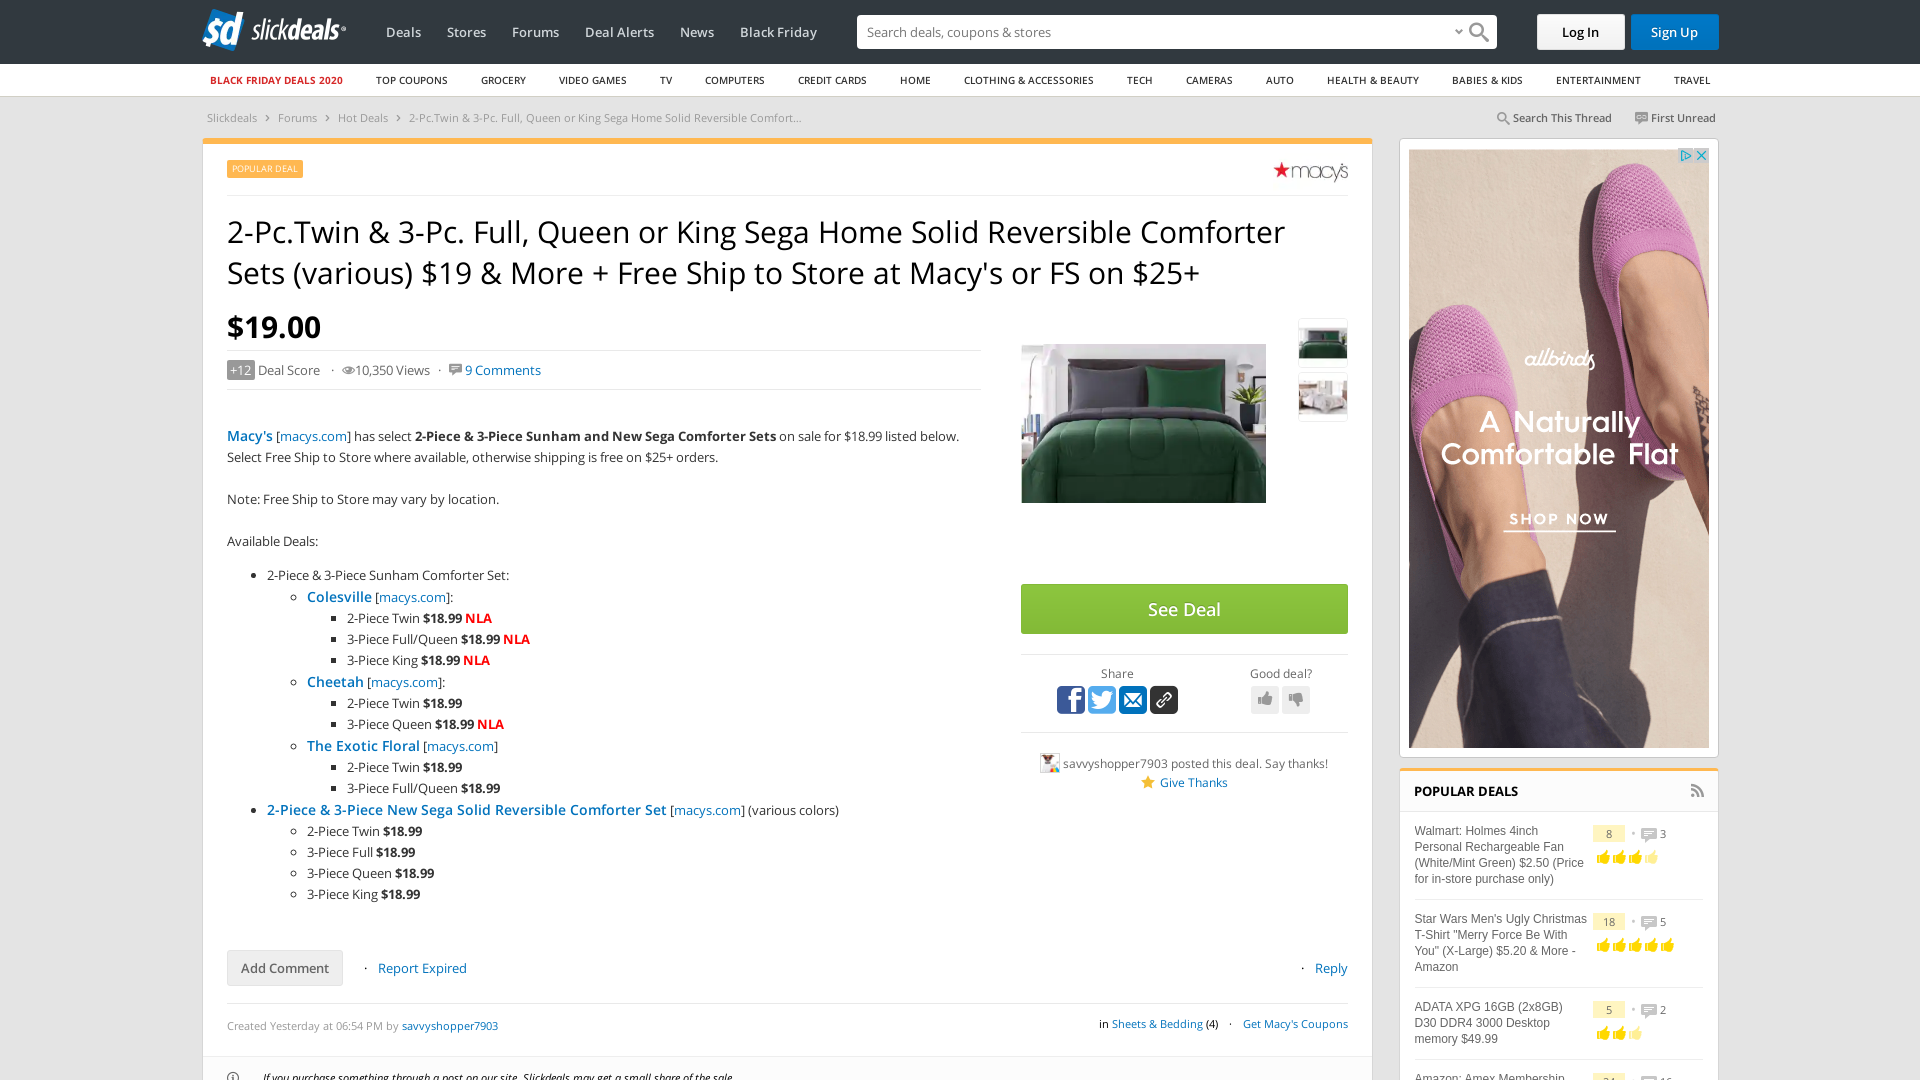 slickdeals
Deals
Stores
Forums
Deal Alerts
News
Black Friday
Search deals, coupons & stores
Log In
Sign Up
BLACK FRIDAY DEALS 2020
TOP COUPONS
GROCERY
VIDEO GAMES
TV
COMPUTERS
CREDIT CARDS
HOME
CLOTHING & ACCESSORIES
TECH
CAMERAS
AUTO
HEALTH & BEAUTY
BABIES & KIDS
ENTERTAINMENT
TRAVEL
Slickdeals › Forums › Hot Deals › 2-Pc.Twin & 3-Pc. Full, Queen or King Sega Home Solid Reversible Comfort...
Search This Thread
First Unread
POPULAR DEAL
macy's
2-Pc.Twin & 3-Pc. Full, Queen or King Sega Home Solid Reversible Comforter
Sets (various) $19 & More + Free Ship to Store at Macy's or FS on $25+
$19.00
+12 Deal Score · 10,350 Views · 9 Comments
Macy's [macys.com] has select 2-Piece & 3-Piece Sunham and New Sega Comforter Sets on sale for $18.99 listed below.
Select Free Ship to Store where available, otherwise shipping is free on $25+ orders.
Note: Free Ship to Store may vary by location.
Available Deals:
2-Piece & 3-Piece Sunham Comforter Set:
Colesville [macys.com]:
2-Piece Twin $18.99 NLA
3-Piece Full/Queen $18.99 NLA
3-Piece King $18.99 NLA
Cheetah [macys.com]:
2-Piece Twin $18.99
3-Piece Queen $18.99 NLA
The Exotic Floral [macys.com]
2-Piece Twin $18.99
3-Piece Full/Queen $18.99
2-Piece & 3-Piece New Sega Solid Reversible Comforter Set [macys.com] (various colors)
2-Piece Twin $18.99
3-Piece Full $18.99
3-Piece Queen $18.99
3-Piece King $18.99
See Deal
Share
Good deal?
savvyshopper7903 posted this deal. Say thanks!
Give Thanks
Add Comment
· Report Expired
· Reply
Created Yesterday at 06:54 PM by savvyshopper7903
in Sheets & Bedding (4) · Get Macy's Coupons
If you purchase something through a post on our site, Slickdeals may get a small share of the sale.
allbirds
A Naturally
Comfortable Flat
SHOP NOW
POPULAR DEALS
Walmart: Holmes 4inch
Personal Rechargeable Fan
(White/Mint Green) $2.50 (Price
for in-store purchase only)
8 · 3
Star Wars Men's Ugly Christmas
T-Shirt "Merry Force Be With
You" (X-Large) $5.20 & More -
Amazon
18 · 5
ADATA XPG 16GB (2x8GB)
D30 DDR4 3000 Desktop
memory $49.99
5 · 2
Amazon: Amex Membership